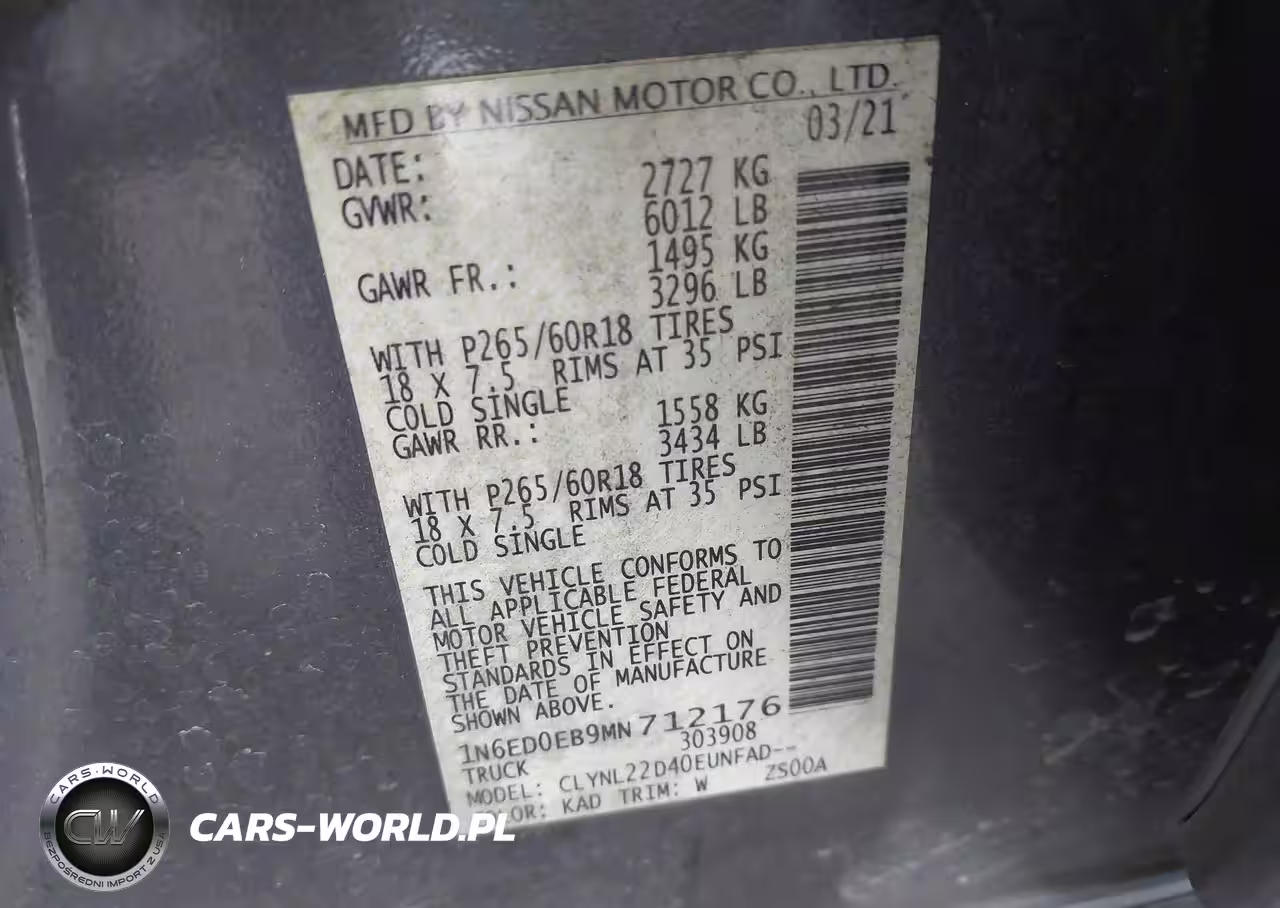 MFD BY NISSAN MOTOR CO., LTD.
DATE: 03/21
GVWR: 2727 KG
6012 LB
GAWR FR.: 1495 KG
3296 LB
WITH P265/60R18 TIRES
18 X 7.5 RIMS AT 35 PSI
COLD SINGLE
GAWR RR.: 1558 KG
3434 LB
WITH P265/60R18 TIRES
18 X 7.5 RIMS AT 35 PSI
COLD SINGLE
THIS VEHICLE CONFORMS TO
ALL APPLICABLE FEDERAL
MOTOR VEHICLE SAFETY AND
THEFT PREVENTION
STANDARDS IN EFFECT ON
THE DATE OF MANUFACTURE
SHOWN ABOVE.
1N6ED0EB9MN712176
TRUCK 303908
MODEL: CLYNL22D40EUNFAD--
COLOR: KAD TRIM: W ZS00A
CARS-WORLD
CW
BEZPOŚREDNI IMPORT Z USA
CARS-WORLD.PL